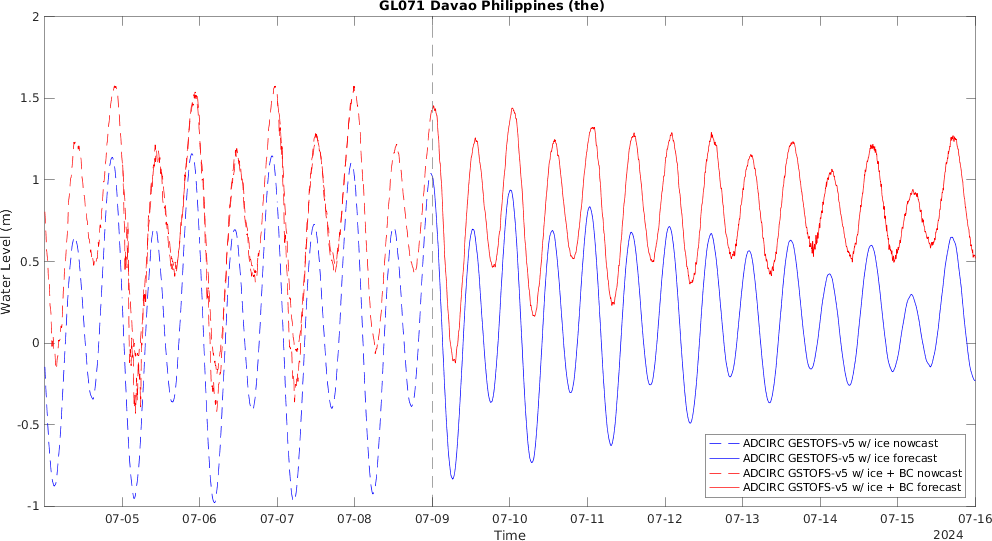 GL071 Davao Philippines (the)
2
1.5
1
0.5
0
-0.5
-1
Water Level (m)
ADCIRC GESTOFS-v5 w/ ice nowcast
ADCIRC GESTOFS-v5 w/ ice forecast
ADCIRC GSTOFS-v5 w/ ice + BC nowcast
ADCIRC GSTOFS-v5 w/ ice + BC forecast
07-05 07-06 07-07 07-08 07-09 07-10 07-11 07-12 07-13 07-14 07-15 07-16
Time
2024